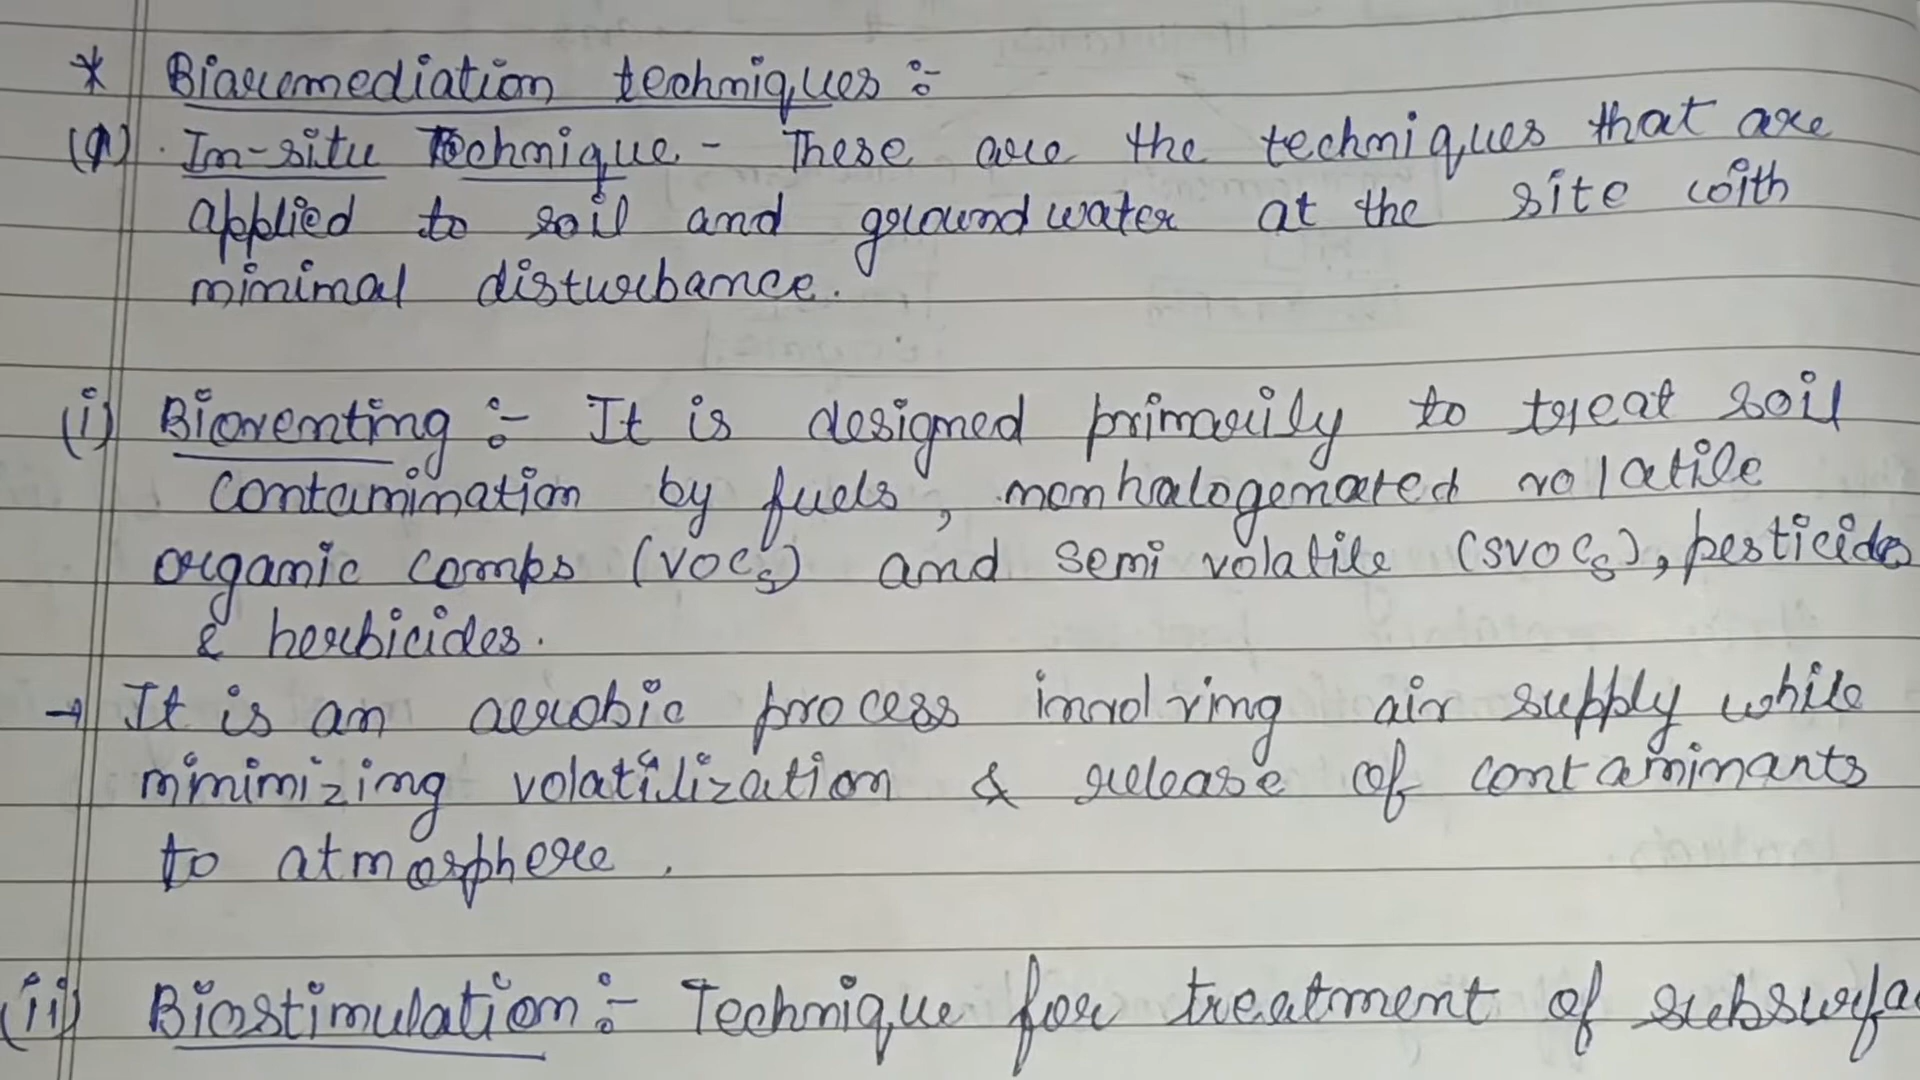 * Bioremediation techniques :-
(A). In-situ Technique - These are the techniques that are
applied to soil and ground water at the site with
minimal disturbance.
(i) Bioventing :- It is designed primarily to treat soil
contamination by fuels, nonhalogenated volatile
organic comps (VOCs) and semi volatile (SVOCs), pesticides
& herbicides.
→ It is an aerobic process involving air supply while
minimizing volatilization & release of contaminants
to atmosphere.
(ii) Biostimulation :- Technique for treatment of subsurfa